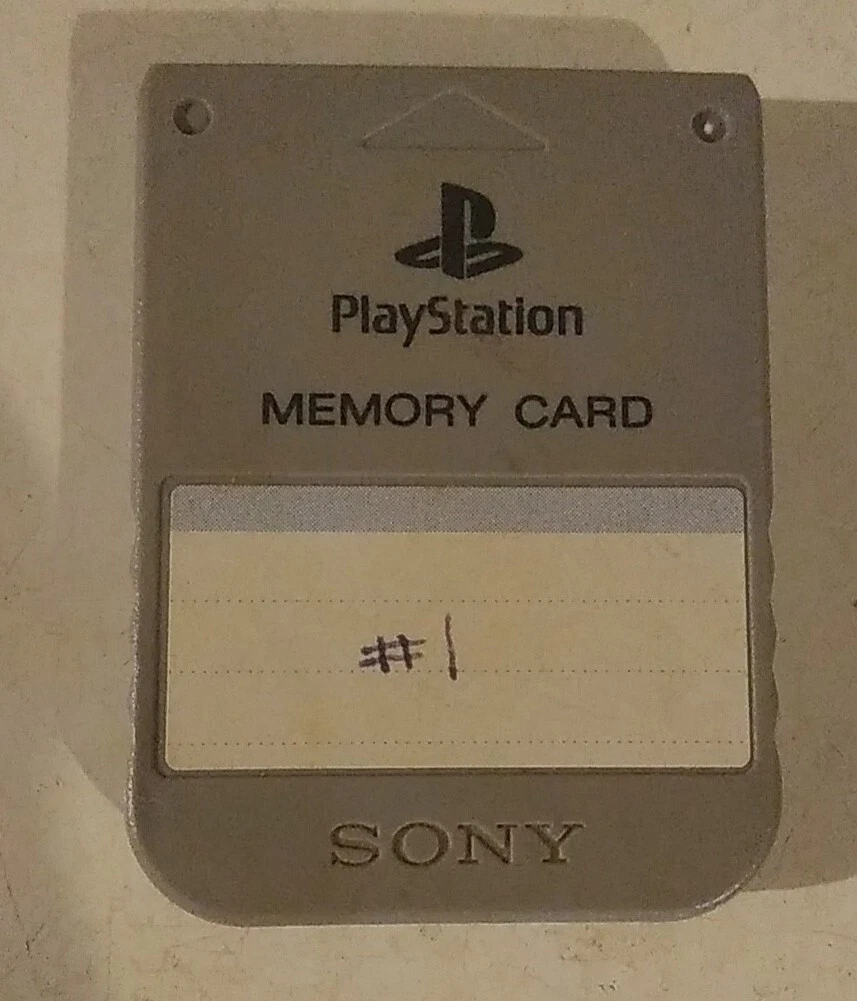 PlayStation
MEMORY CARD
#1
SONY